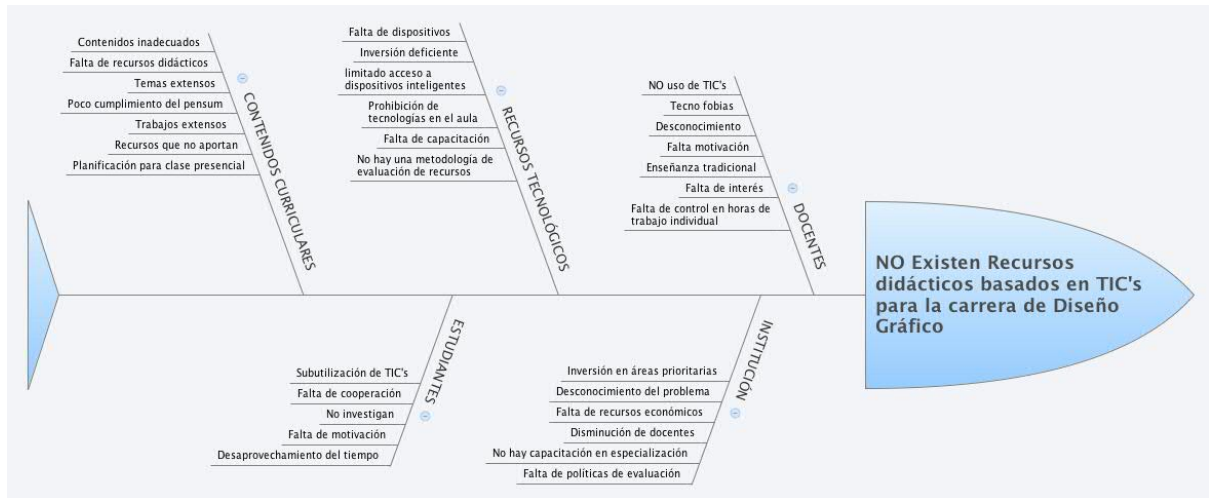 Contenidos inadecuados
Falta de recursos didácticos
Temas extensos
Poco cumplimiento del pensum
Trabajos extensos
Recursos que no aportan
Planificación para clase presencial
CONTENIDOS CURRICULARES
Falta de dispositivos
Inversión deficiente
limitado acceso a
dispositivos inteligentes
Prohibición de
tecnologías en el aula
Falta de capacitación
No hay una metodología de
evaluación de recursos
RECURSOS TECNOLÓGICOS
NO uso de TIC's
Tecno fobias
Desconocimiento
Falta motivación
Enseñanza tradicional
Falta de interés
Falta de control en horas de
trabajo individual
DOCENTES
NO Existen Recursos
didácticos basados en TIC's
para la carrera de Diseño
Gráfico
ESTUDIANTES
Subutilización de TIC's
Falta de cooperación
No investigan
Falta de motivación
Desaprovechamiento del tiempo
INSTITUCIÓN
Inversión en áreas prioritarias
Desconocimiento del problema
Falta de recursos económicos
Disminución de docentes
No hay capacitación en especialización
Falta de políticas de evaluación